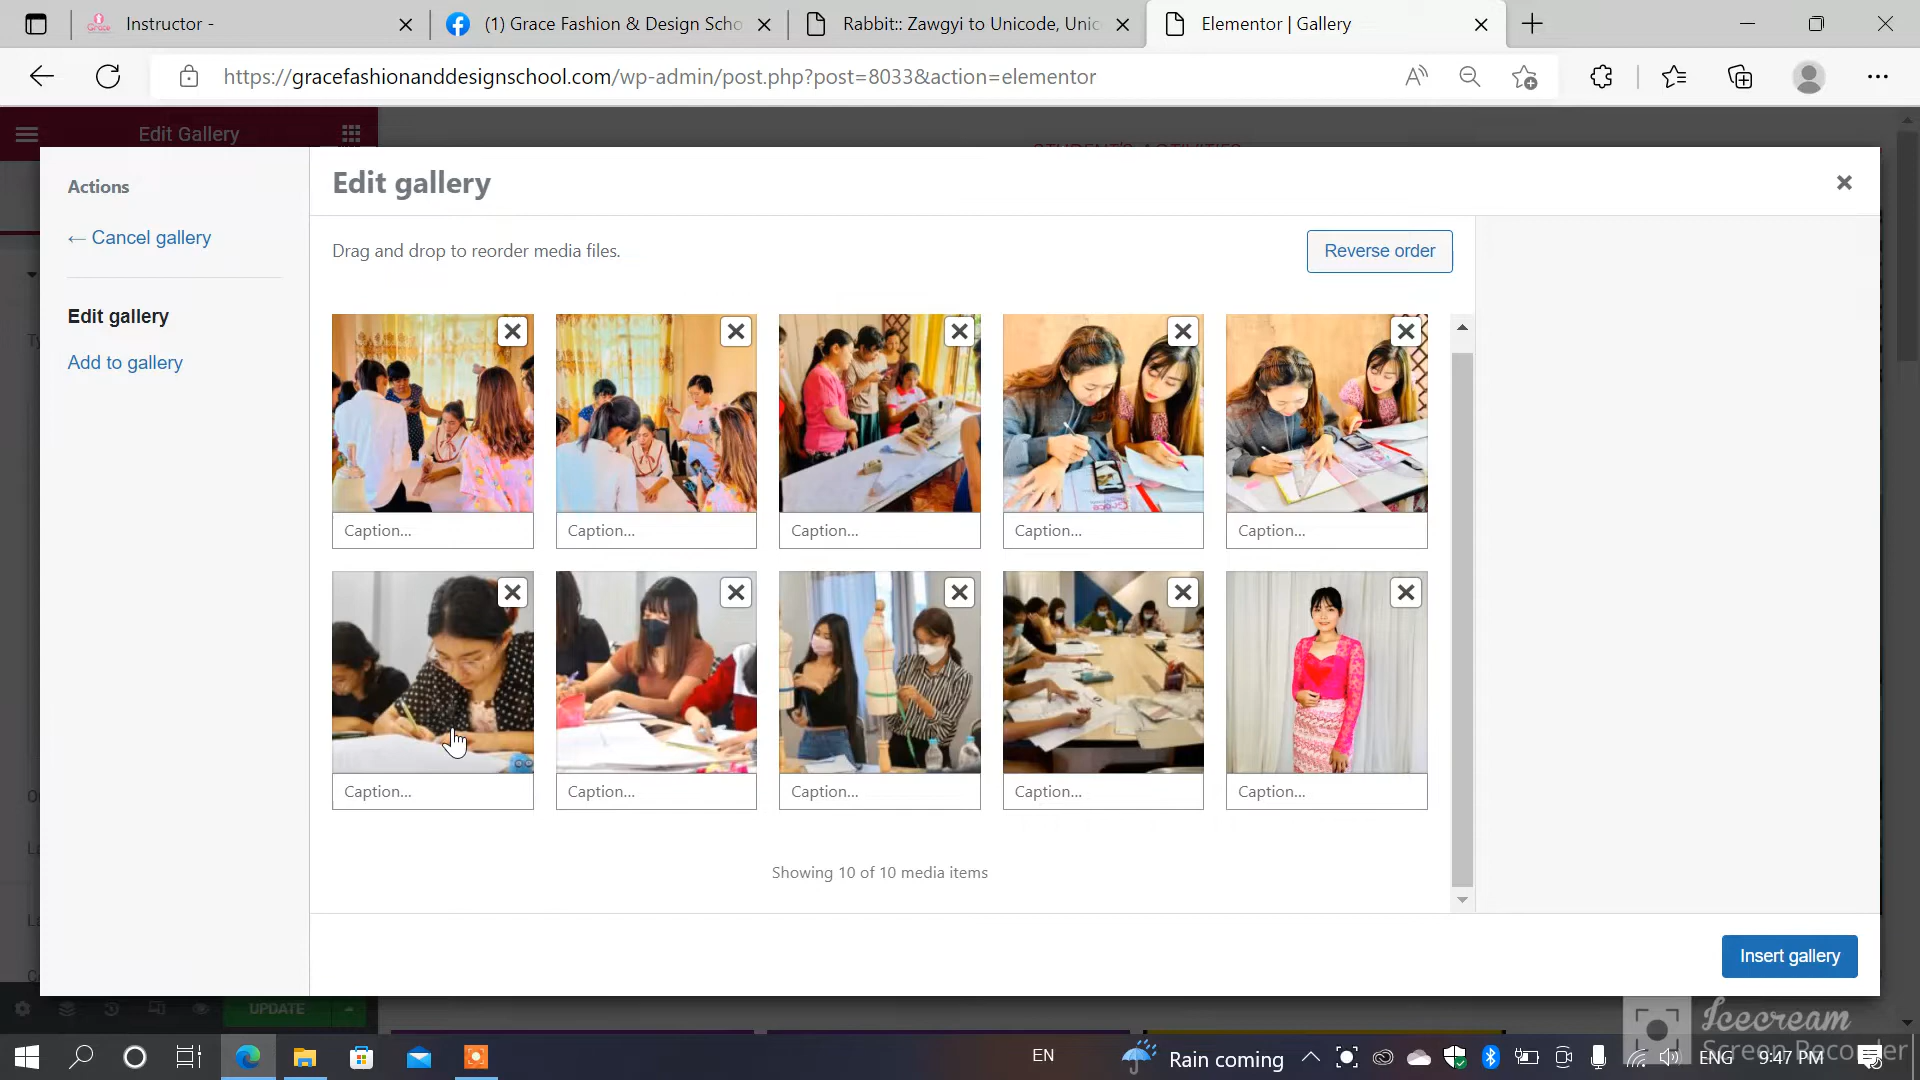 Instructor -
(1) Grace Fashion & Design Scho
Rabbit:: Zawgyi to Unicode, Unic
Elementor | Gallery
https://gracefashionanddesignschool.com/wp-admin/post.php?post=8033&action=elementor
Edit Gallery
STUDENT'S ACTIVITIES
Actions
← Cancel gallery
Edit gallery
Add to gallery
Edit gallery
Drag and drop to reorder media files.
Reverse order
Caption... Caption... Caption... Caption... Caption...
Caption... Caption... Caption... Caption... Caption...
Showing 10 of 10 media items
Insert gallery
UPDATE
Icecream
Screen Recorder
EN
Rain coming
ENG
9:47 PM